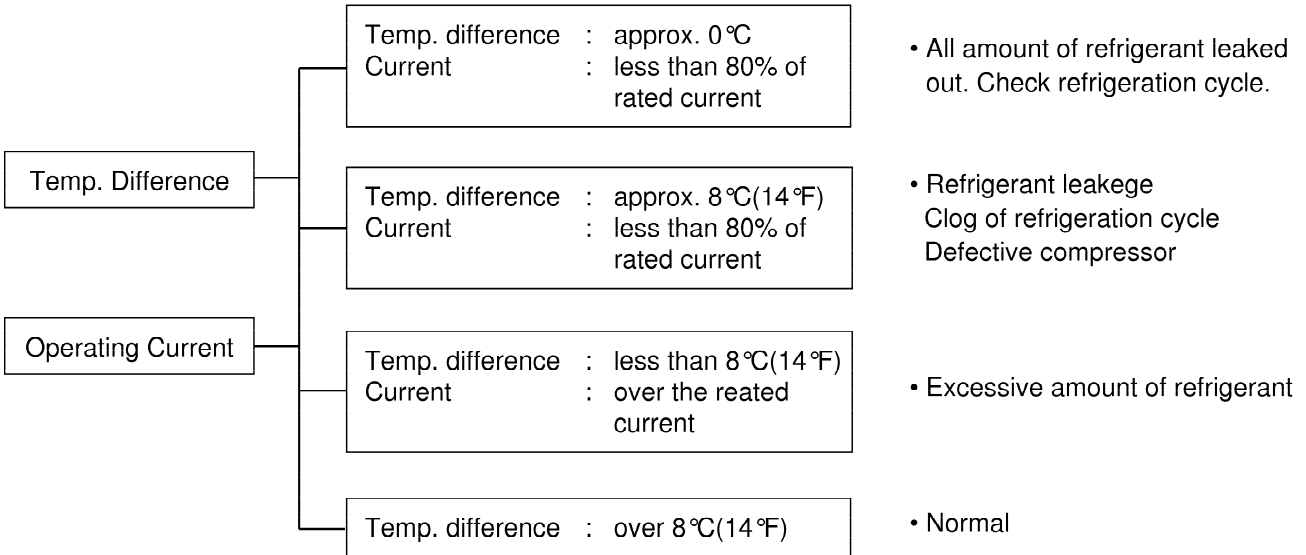 Temp. difference : approx. 0°C
Current : less than 80% of
rated current
• All amount of refrigerant leaked
out. Check refrigeration cycle.
Temp. Difference
Temp. difference : approx. 8°C(14°F)
Current : less than 80% of
rated current
• Refrigerant leakege
Clog of refrigeration cycle
Defective compressor
Operating Current
Temp. difference : less than 8°C(14°F)
Current : over the reated
current
• Excessive amount of refrigerant
Temp. difference : over 8°C(14°F)
• Normal